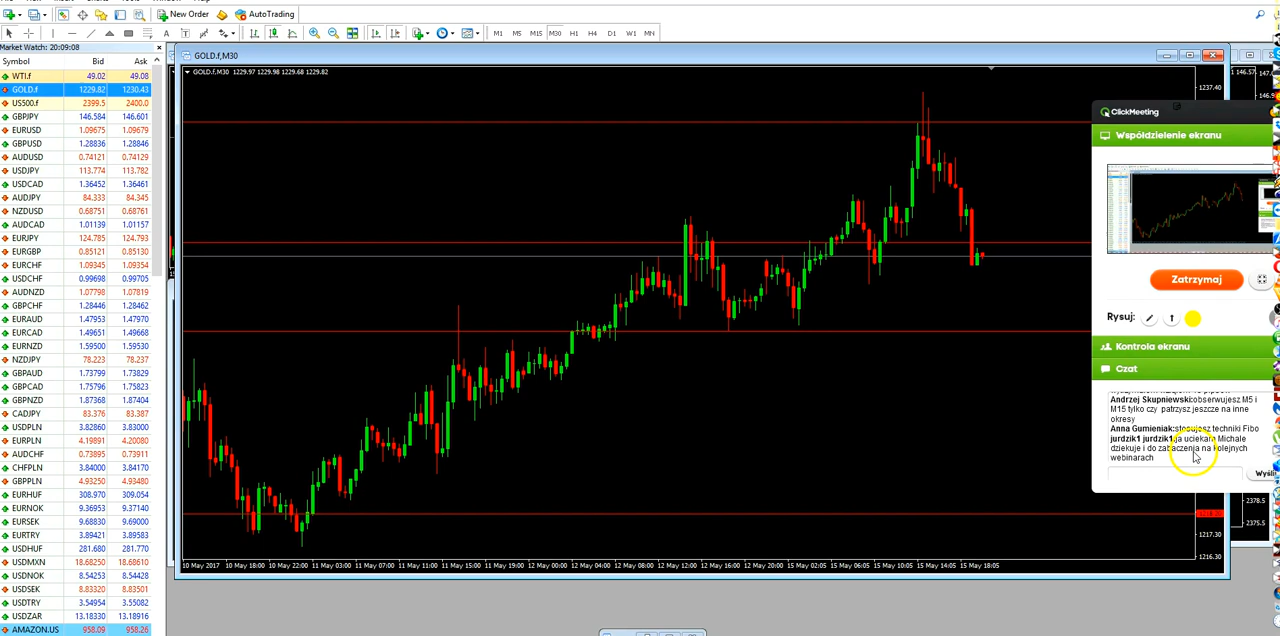 New Order
AutoTrading
M1 M5 M15 M30 H1 H4 D1 W1 MN
Market Watch: 20:09:08
Symbol Bid Ask
WTI.f 49.02 49.08
GOLD.f 1229.82 1230.43
US500.f 2399.5 2400.0
GBPJPY 146.584 146.601
EURUSD 1.09675 1.09679
GBPUSD 1.28836 1.28846
AUDUSD 0.74121 0.74129
USDJPY 113.774 113.782
USDCAD 1.36452 1.36461
AUDJPY 84.333 84.345
NZDUSD 0.68751 0.68761
AUDCAD 1.01139 1.01157
EURJPY 124.785 124.793
EURGBP 0.85121 0.85130
EURCHF 1.09345 1.09354
USDCHF 0.99698 0.99705
AUDNZD 1.07798 1.07819
GBPCHF 1.28446 1.28462
EURAUD 1.47953 1.47970
EURCAD 1.49651 1.49668
EURNZD 1.59500 1.59530
NZDJPY 78.223 78.237
GBPAUD 1.73799 1.73829
GBPCAD 1.75796 1.75823
GBPNZD 1.87368 1.87404
CADJPY 83.376 83.387
USDPLN 3.82860 3.83000
EURPLN 4.19891 4.20080
AUDCHF 0.73895 0.73911
CHFPLN 3.84000 3.84170
GBPPLN 4.93250 4.93480
EURHUF 308.970 309.054
EURNOK 9.36953 9.37140
EURSEK 9.68830 9.69000
EURTRY 3.89421 3.89583
USDHUF 281.680 281.770
USDMXN 18.68250 18.68610
USDNOK 8.54253 8.54428
USDSEK 8.83320 8.83501
USDTRY 3.54954 3.55082
USDZAR 13.18330 13.18916
AMAZON.US 958.09 958.26
GOLD.f,M30
GOLD.f,M30 1229.97 1229.98 1229.68 1229.82
1237.40
1217.30
1216.30
10 May 2017 10 May 18:00 10 May 22:00 11 May 03:00 11 May 07:00 11 May 11:00 11 May 15:00 11 May 19:00 12 May 00:00 12 May 04:00 12 May 08:00 12 May 12:00 12 May 16:00 12 May 20:00 15 May 02:05 15 May 06:05 15 May 10:05 15 May 14:05 15 May 18:05
ClickMeeting
Współdzielenie ekranu
Zatrzymaj
Rysuj:
Kontrola ekranu
Czat
Andrzej Skupniewski:obserwujesz M5 i
M15 tylko czy patrzysz jeszcze na inne
okresy
Anna Gumieniak:stosujesz techniki Fibo
jurdzik1 jurdzik1:ja uciekam Michale
dziekuje i do zabaczenia na kolejnych
webinarach
2378.5
2375.5